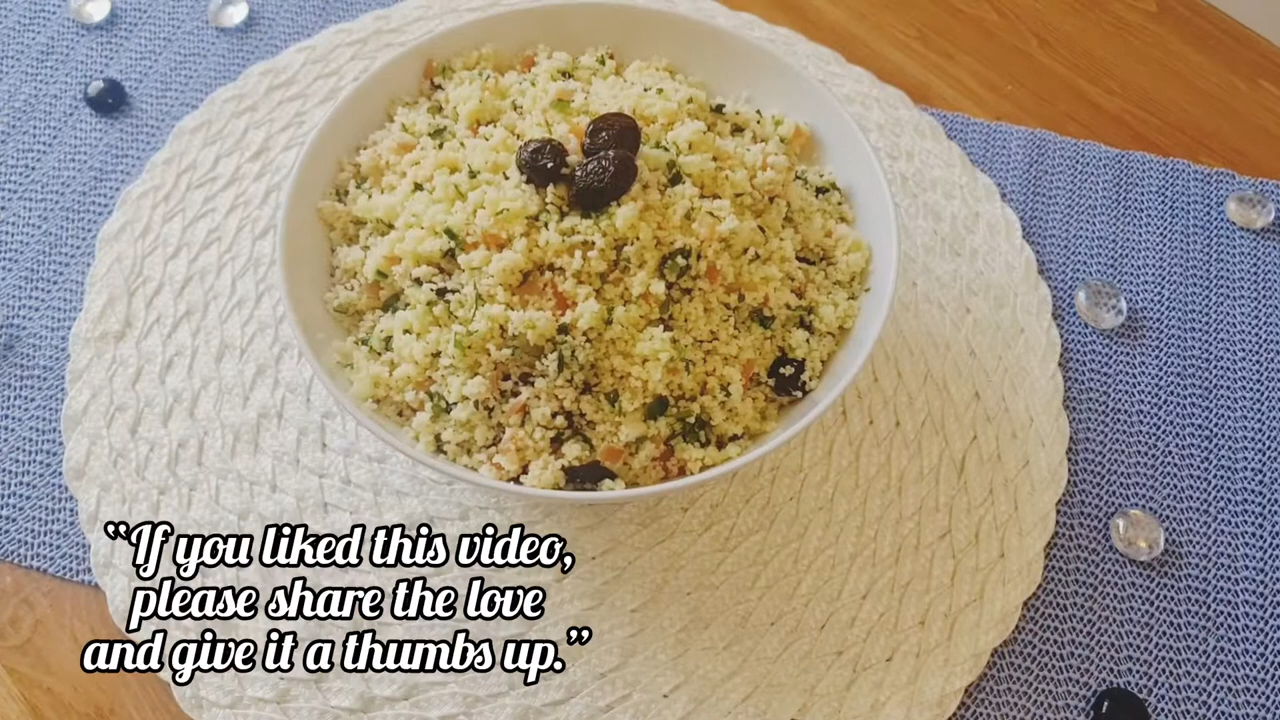 “If you liked this video,
please share the love
and give it a thumbs up.”